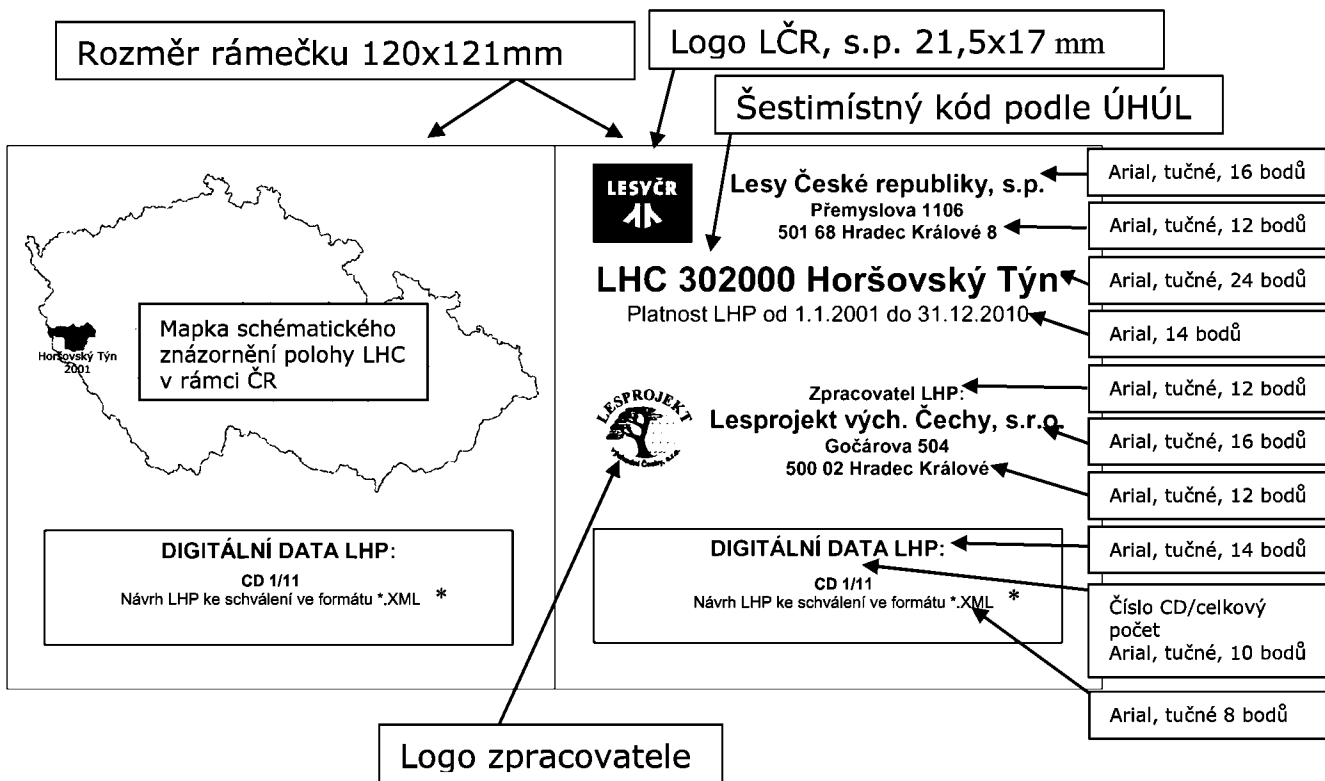 Rozměr rámečku 120x121mm
Logo LČR, s.p. 21,5x17 mm
Šestimístný kód podle ÚHÚL
LESYČR
Lesy České republiky, s.p.
Přemyslova 1106
501 68 Hradec Králové 8
LHC 302000 Horšovský Týn
Platnost LHP od 1.1.2001 do 31.12.2010
Arial, tučné, 16 bodů
Arial, tučné, 12 bodů
Arial, tučné, 24 bodů
Arial, 14 bodů
Horšovský Týn
2001
Mapka schématického
znázornění polohy LHC
v rámci ČR
LESPROJEKT
východní Čechy, s.r.o.
Zpracovatel LHP:
Lesprojekt vých. Čechy, s.r.o.
Gočárova 504
500 02 Hradec Králové
Arial, tučné, 12 bodů
Arial, tučné, 16 bodů
Arial, tučné, 12 bodů
DIGITÁLNÍ DATA LHP:
CD 1/11
Návrh LHP ke schválení ve formátu *.XML *
DIGITÁLNÍ DATA LHP:
CD 1/11
Návrh LHP ke schválení ve formátu *.XML *
Arial, tučné, 14 bodů
Číslo CD/celkový
počet
Arial, tučné, 10 bodů
Arial, tučné 8 bodů
Logo zpracovatele